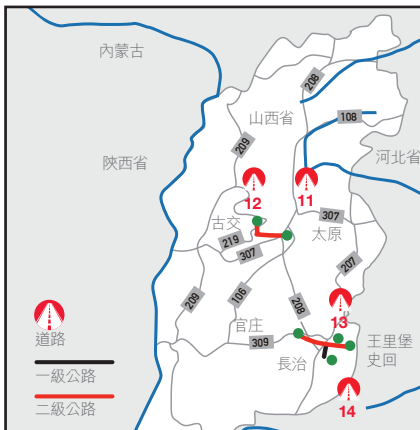 內蒙古
208
山西省
108
209
陝西省
河北省
12
11
古交
307
太原
219
307
207
209
106
208
13
官庄
309
王里堡
史回
長治
14
道路
一級公路
二級公路